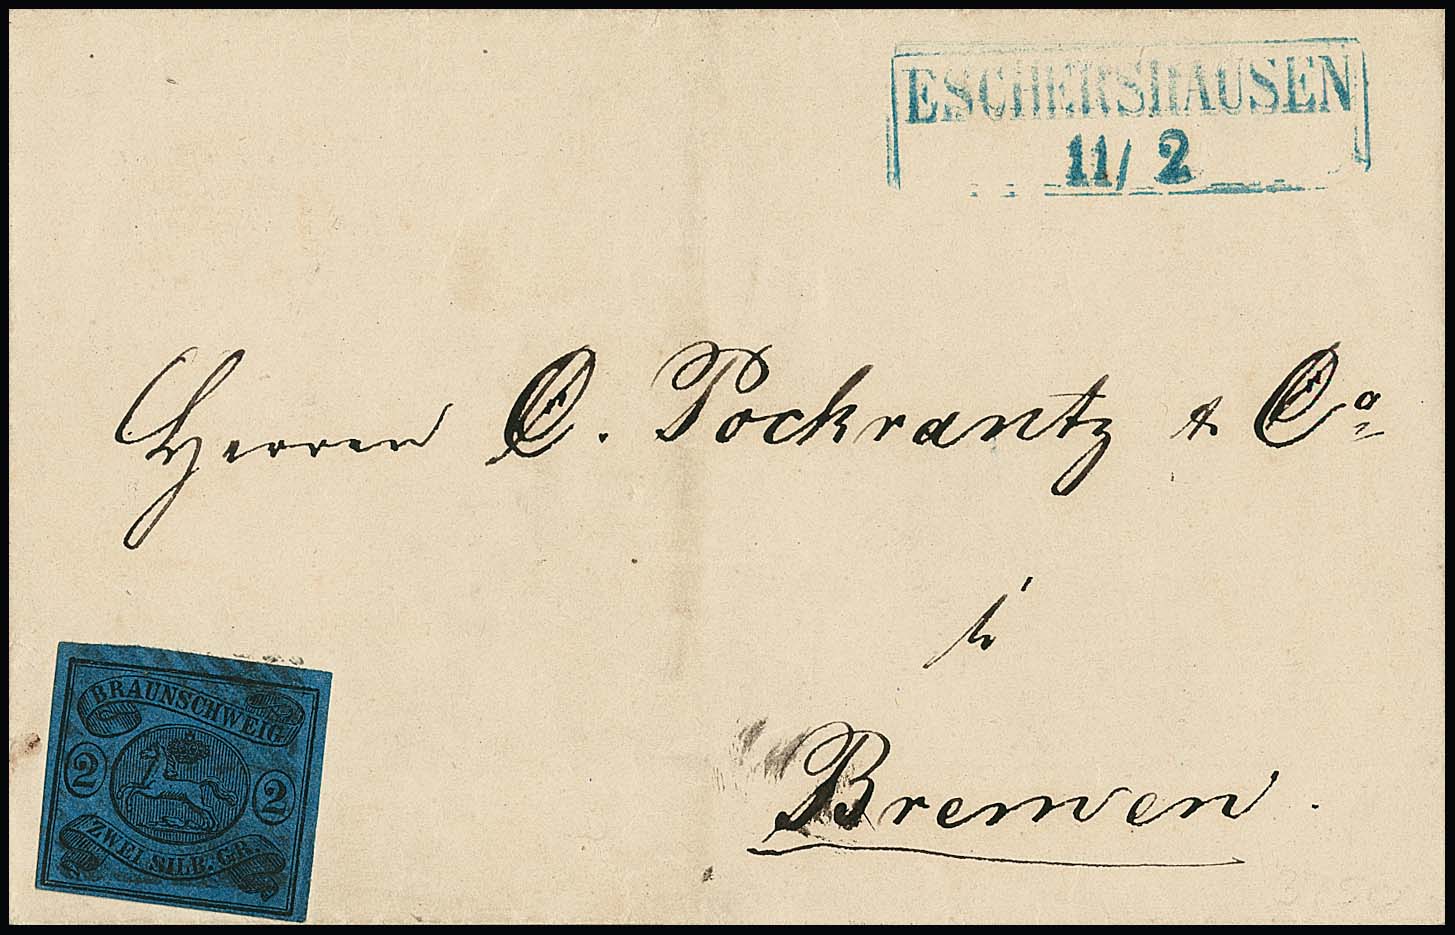 ESCHERSHAUSEN
11/ 2
Herren C. Pockrantz & Co
in
Bremen.
BRAUNSCHWEIG
2 2
ZWEI SILB. GR.